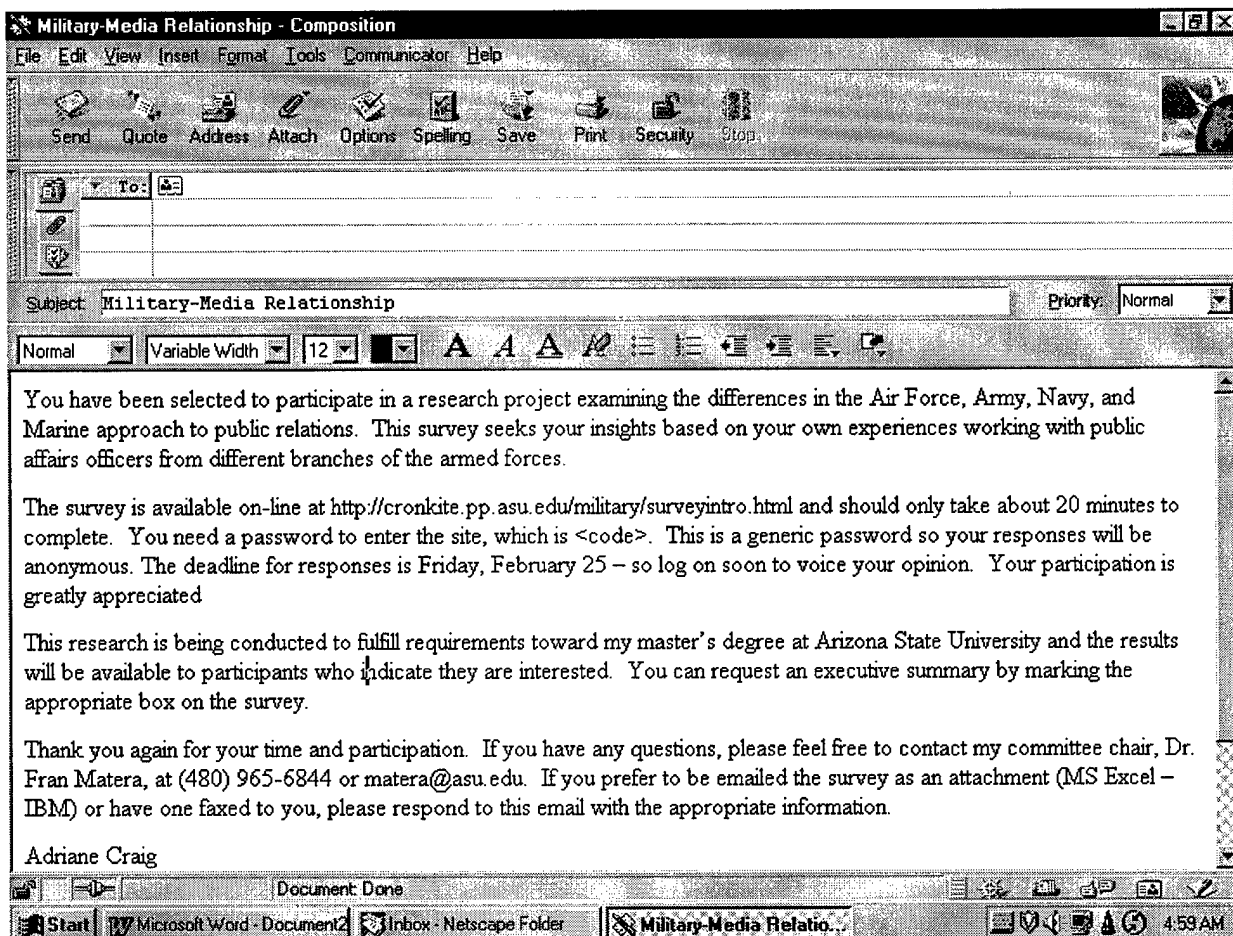 Military-Media Relationship - Composition
File Edit View Insert Format Tools Communicator Help
Send Quote Address Attach Options Spelling Save Print Security Stop
To:
Subject: Military-Media Relationship Priority: Normal
Normal Variable Width 12 A A A
You have been selected to participate in a research project examining the differences in the Air Force, Army, Navy, and
Marine approach to public relations. This survey seeks your insights based on your own experiences working with public
affairs officers from different branches of the armed forces.
The survey is available on-line at http://cronkite.pp.asu.edu/military/surveyintro.html and should only take about 20 minutes to
complete. You need a password to enter the site, which is <code>. This is a generic password so your responses will be
anonymous. The deadline for responses is Friday, February 25 – so log on soon to voice your opinion. Your participation is
greatly appreciated
This research is being conducted to fulfill requirements toward my master's degree at Arizona State University and the results
will be available to participants who indicate they are interested. You can request an executive summary by marking the
appropriate box on the survey.
Thank you again for your time and participation. If you have any questions, please feel free to contact my committee chair, Dr.
Fran Matera, at (480) 965-6844 or matera@asu.edu. If you prefer to be emailed the survey as an attachment (MS Excel –
IBM) or have one faxed to you, please respond to this email with the appropriate information.
Adriane Craig
Document: Done
Start Microsoft Word - Document2 Inbox - Netscape Folder Military-Media Relatio... 4:59 AM